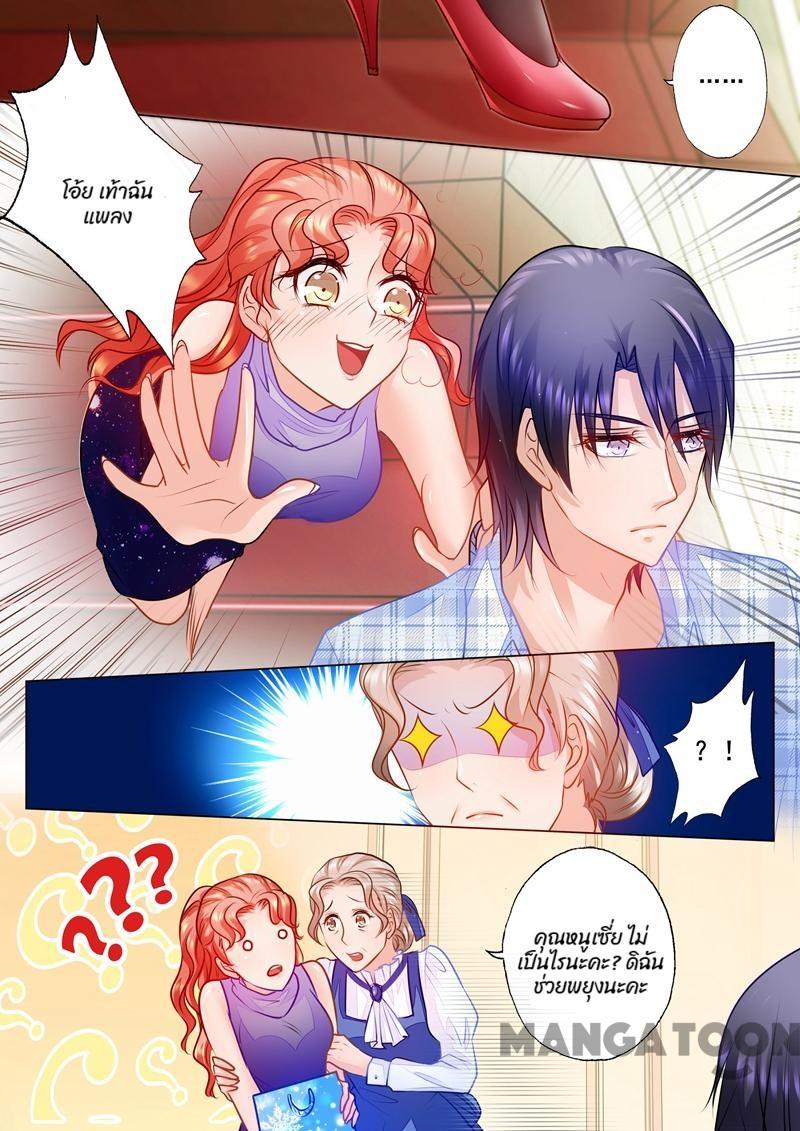 ……
โอ้ย เท้าฉัน
แพลง
？！
???
คุณหนูเซี่ย ไม่
เป็นไรนะคะ? ดิฉัน
ช่วยพยุงนะคะ
MANGATOON